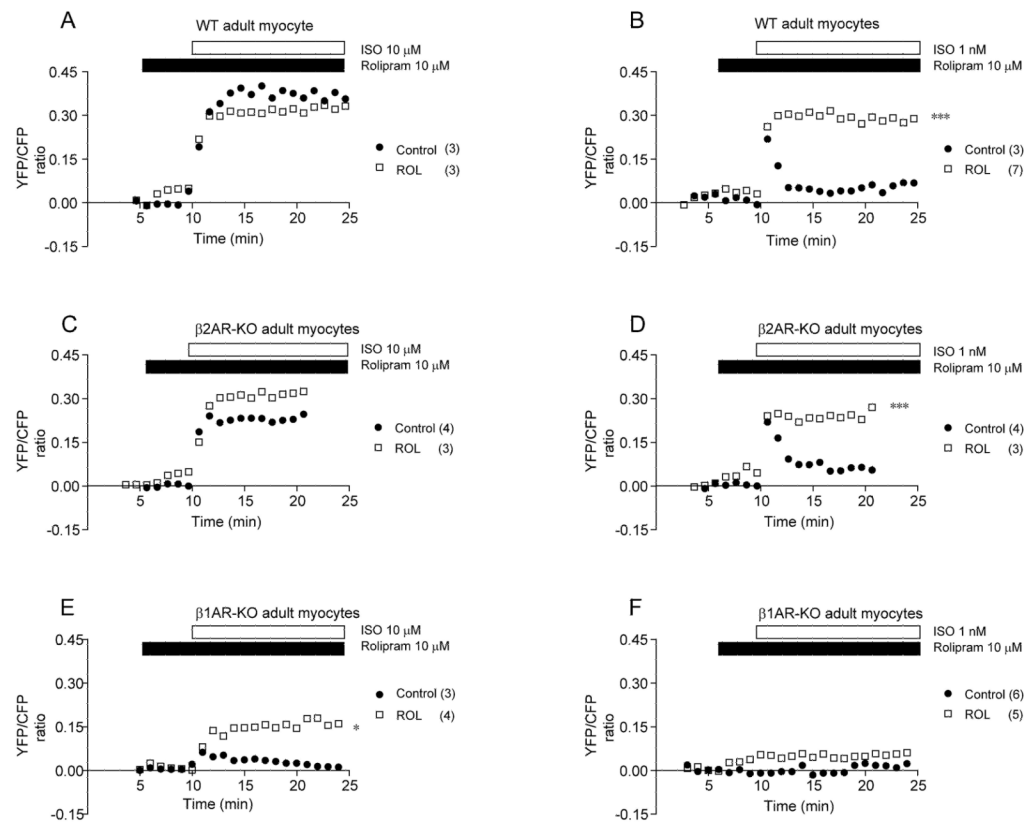 A
WT adult myocyte
ISO 10 μM
Rolipram 10 μM
0.45
0.30
0.15
0.00
-0.15
YFP/CFP
ratio
5 10 15 20 25
Time (min)
Control (3)
ROL (3)
B
WT adult myocytes
ISO 1 nM
Rolipram 10 μM
0.45
0.30
0.15
0.00
-0.15
YFP/CFP
ratio
5 10 15 20 25
Time (min)
***
Control (3)
ROL (7)
C
β2AR-KO adult myocytes
ISO 10 μM
Rolipram 10 μM
0.45
0.30
0.15
0.00
-0.15
YFP/CFP
ratio
5 10 15 20 25
Time (min)
Control (4)
ROL (3)
D
β2AR-KO adult myocytes
ISO 1 nM
Rolipram 10 μM
0.45
0.30
0.15
0.00
-0.15
YFP/CFP
ratio
5 10 15 20 25
Time (min)
***
Control (4)
ROL (3)
E
β1AR-KO adult myocytes
ISO 10 μM
Rolipram 10 μM
0.45
0.30
0.15
0.00
-0.15
YFP/CFP
ratio
5 10 15 20 25
Time (min)
Control (3)
ROL (4)
*
F
β1AR-KO adult myocytes
ISO 1 nM
Rolipram 10 μM
0.45
0.30
0.15
0.00
-0.15
YFP/CFP
ratio
5 10 15 20 25
Time (min)
Control (6)
ROL (5)